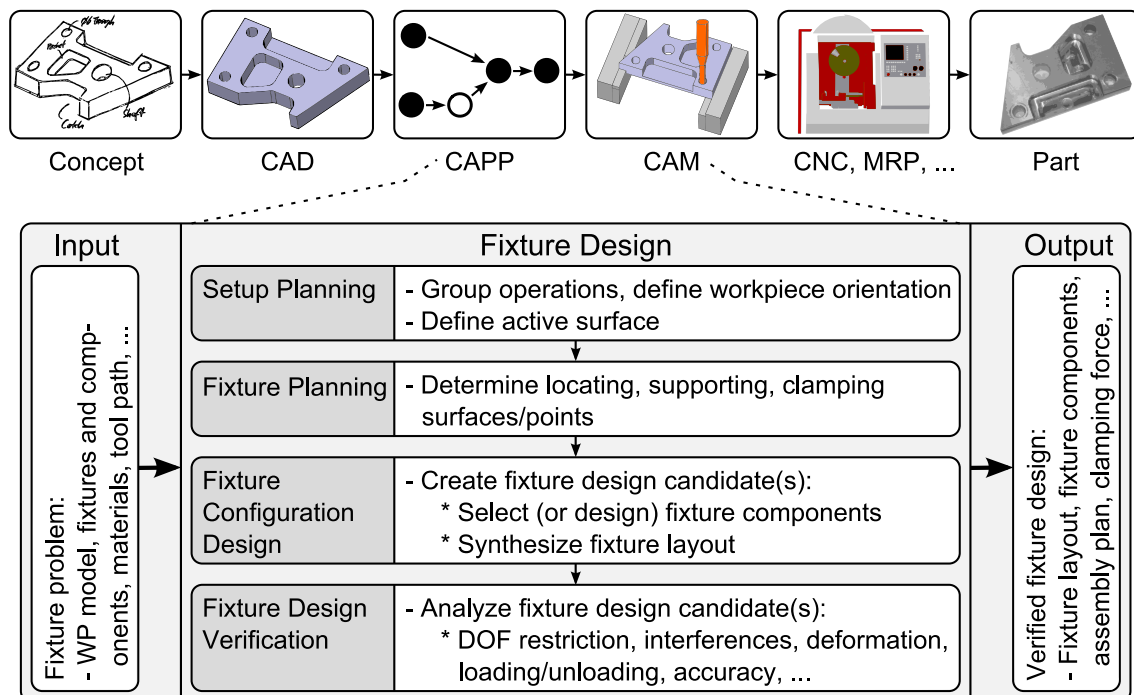 Pocket
Catch
Shaft
Concept
CAD
CAPP
CAM
CNC, MRP, ...
Part
Input
Fixture Design
Output
Fixture problem:
- WP model, fixtures and comp-
onents, materials, tool path, ...
Setup Planning
- Group operations, define workpiece orientation
- Define active surface
Fixture Planning
- Determine locating, supporting, clamping
surfaces/points
Fixture
Configuration
Design
- Create fixture design candidate(s):
* Select (or design) fixture components
* Synthesize fixture layout
Fixture Design
Verification
- Analyze fixture design candidate(s):
* DOF restriction, interferences, deformation,
loading/unloading, accuracy, ...
Verified fixture design:
- Fixture layout, fixture components,
assembly plan, clamping force, ...